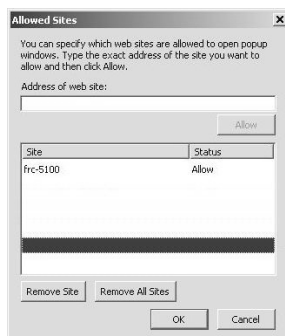 Allowed Sites
You can specify which web sites are allowed to open popup
windows. Type the exact address of the site you want to
allow and then click Allow.
Address of web site:
Allow
Site Status
frc-5100 Allow
Remove Site Remove All Sites
OK Cancel